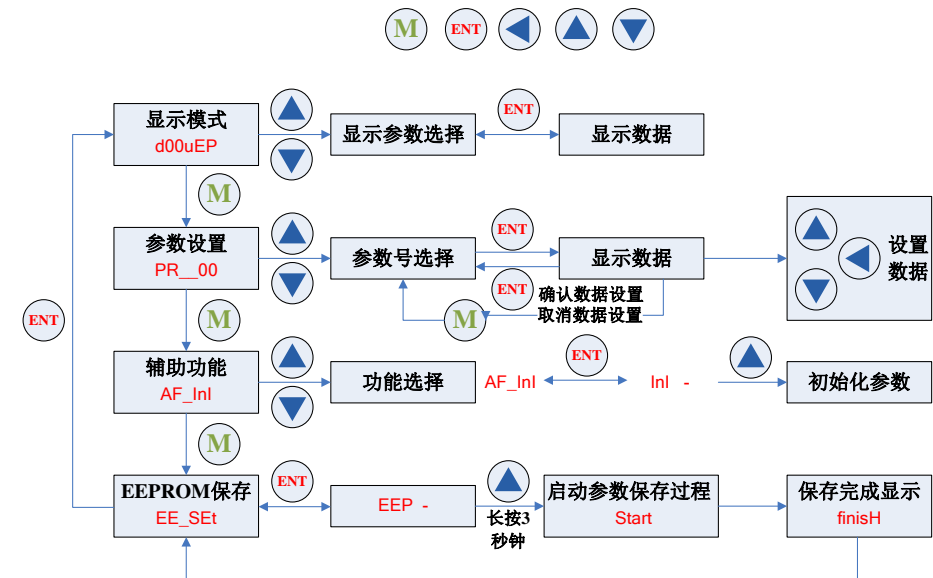 M ENT
显示模式
d00uEP
显示参数选择
ENT
显示数据
M
参数设置
PR__00
参数号选择
ENT
显示数据
设置
数据
ENT
确认数据设置
取消数据设置
M
ENT
M
辅助功能
AF_InI
功能选择
AF_InI
ENT
InI -
初始化参数
M
EEPROM保存
EE_SEt
ENT
EEP -
长按3
秒钟
启动参数保存过程
Start
保存完成显示
finisH